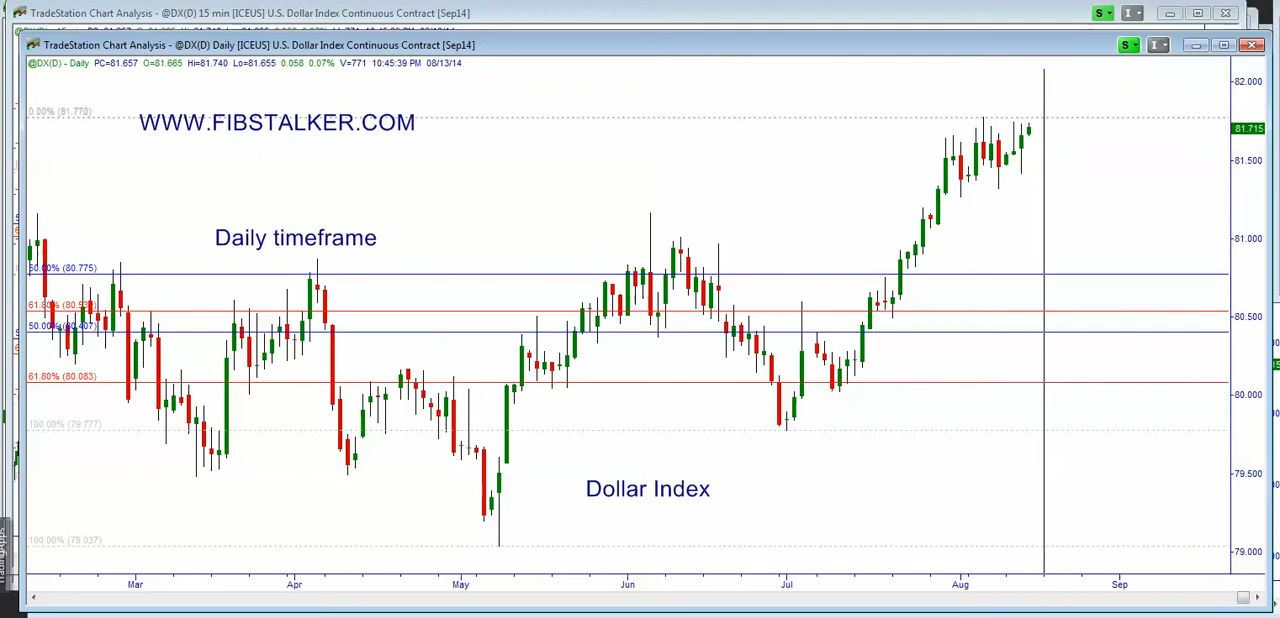 TradeStation Chart Analysis - @DX(D) 15 min [ICEUS] U.S. Dollar Index Continuous Contract [Sep14]
S I
TradeStation Chart Analysis - @DX(D) Daily [ICEUS] U.S. Dollar Index Continuous Contract [Sep14]
S I
@DX(D) - Daily PC=81.657 O=81.665 Hi=81.740 Lo=81.655 0.058 0.07% V=771 10:45:39 PM 08/13/14
82.000
0.00% (81.770)
WWW.FIBSTALKER.COM
81.715
81.500
Daily timeframe
81.000
50.00% (80.775)
61.80%
80.500
50.00% (80.407)
61.80% (80.083)
80.000
100.00% (79.777)
79.500
Dollar Index
100.00% (79.037)
79.000
Mar Apr May Jun Jul Aug Sep